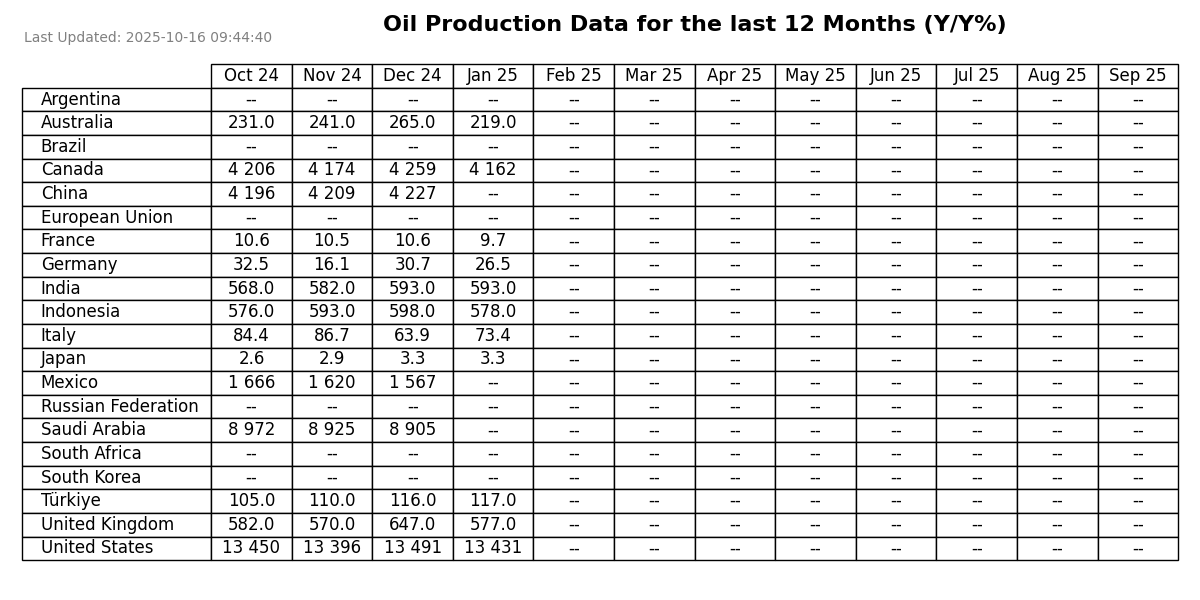 Oil Production Data for the last 12 Months (Y/Y%)
Last Updated: 2025-10-16 09:44:40
Oct 24 Nov 24 Dec 24 Jan 25 Feb 25 Mar 25 Apr 25 May 25 Jun 25 Jul 25 Aug 25 Sep 25
Argentina -- -- -- -- -- -- -- -- -- -- -- --
Australia 231.0 241.0 265.0 219.0 -- -- -- -- -- -- -- --
Brazil -- -- -- -- -- -- -- -- -- -- -- --
Canada 4 206 4 174 4 259 4 162 -- -- -- -- -- -- -- --
China 4 196 4 209 4 227 -- -- -- -- -- -- -- -- --
European Union -- -- -- -- -- -- -- -- -- -- -- --
France 10.6 10.5 10.6 9.7 -- -- -- -- -- -- -- --
Germany 32.5 16.1 30.7 26.5 -- -- -- -- -- -- -- --
India 568.0 582.0 593.0 593.0 -- -- -- -- -- -- -- --
Indonesia 576.0 593.0 598.0 578.0 -- -- -- -- -- -- -- --
Italy 84.4 86.7 63.9 73.4 -- -- -- -- -- -- -- --
Japan 2.6 2.9 3.3 3.3 -- -- -- -- -- -- -- --
Mexico 1 666 1 620 1 567 -- -- -- -- -- -- -- -- --
Russian Federation -- -- -- -- -- -- -- -- -- -- -- --
Saudi Arabia 8 972 8 925 8 905 -- -- -- -- -- -- -- -- --
South Africa -- -- -- -- -- -- -- -- -- -- -- --
South Korea -- -- -- -- -- -- -- -- -- -- -- --
Türkiye 105.0 110.0 116.0 117.0 -- -- -- -- -- -- -- --
United Kingdom 582.0 570.0 647.0 577.0 -- -- -- -- -- -- -- --
United States 13 450 13 396 13 491 13 431 -- -- -- -- -- -- -- --